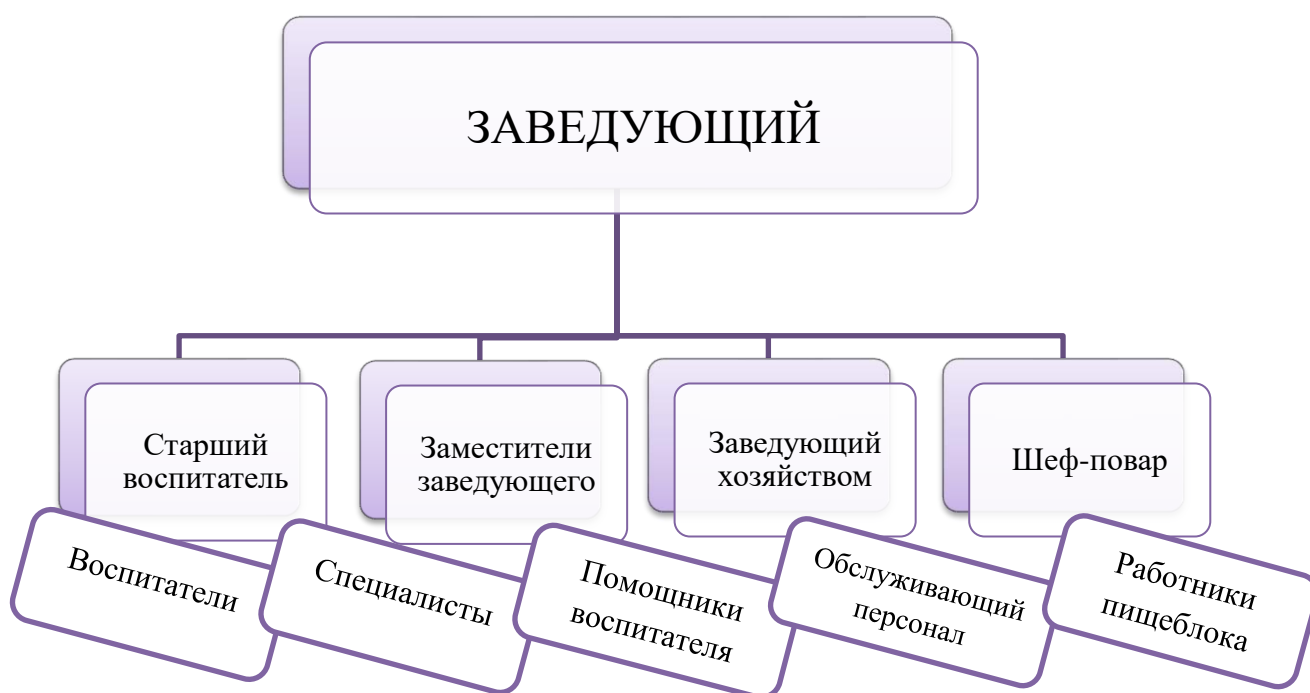 ЗАВЕДУЮЩИЙ
Старший
воспитатель
Заместители
заведующего
Заведующий
хозяйством
Шеф-повар
Воспитатели
Специалисты
Помощники
воспитателя
Обслуживающий
персонал
Работники
пищеблока